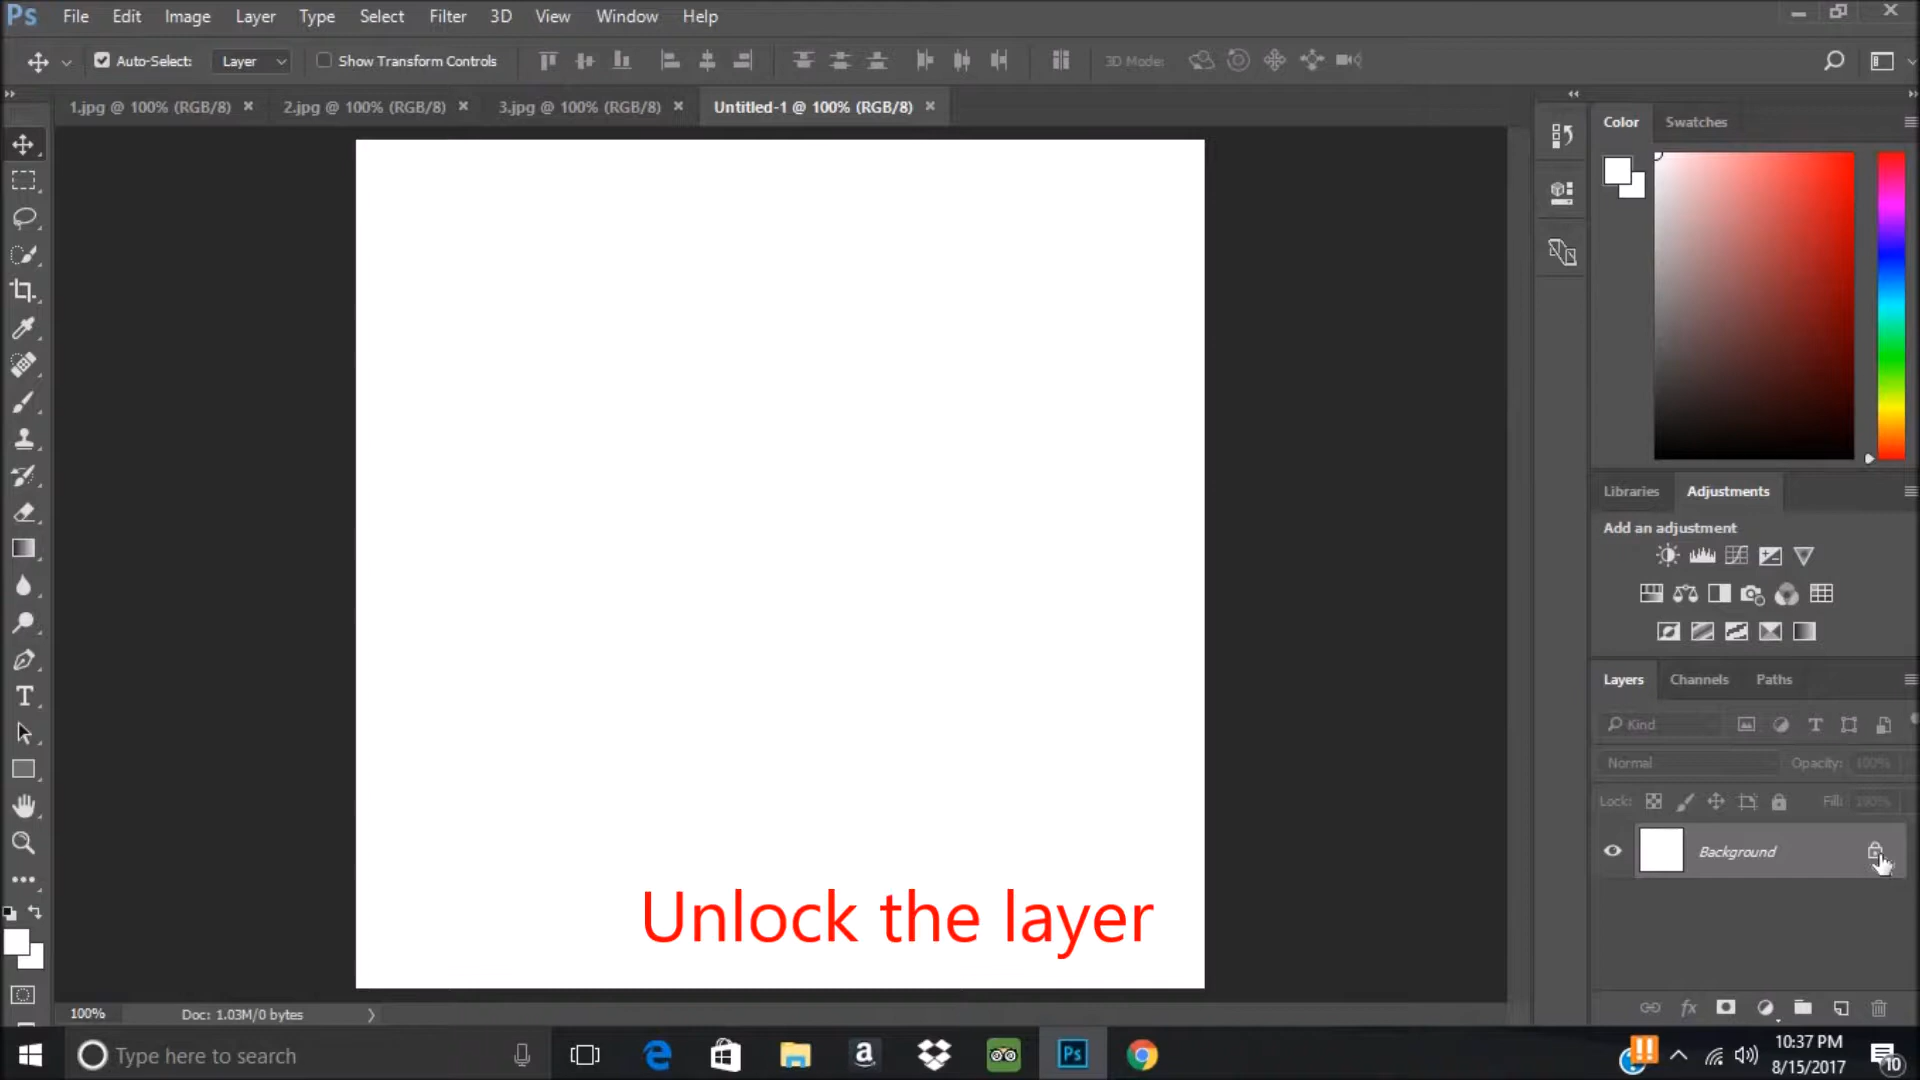 Ps File Edit Image Layer Type Select Filter 3D View Window Help
Auto-Select: Layer Show Transform Controls 3D Mode:
1.jpg @ 100% (RGB/8) × 2.jpg @ 100% (RGB/8) × 3.jpg @ 100% (RGB/8) × Untitled-1 @ 100% (RGB/8) ×
Color Swatches
Libraries Adjustments
Add an adjustment
Layers Channels Paths
Kind
Normal Opacity: 100%
Lock: Fill: 100%
Background
Unlock the layer
100% Doc: 1.03M/0 bytes
Type here to search
10:37 PM
8/15/2017
10